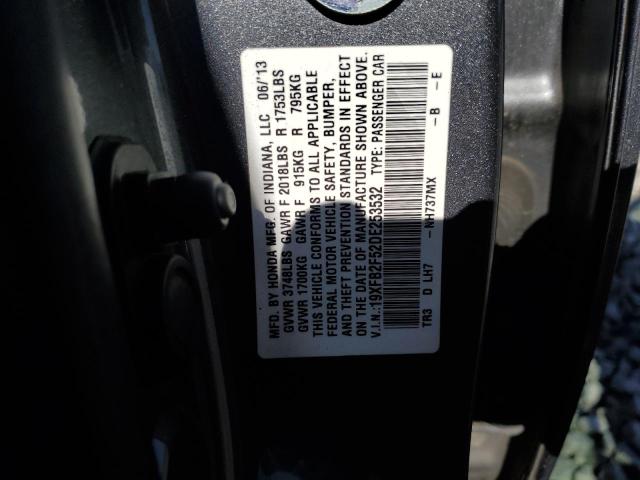 MFD. BY HONDA MFG. OF INDIANA, LLC 06/'13
GVWR 3748LBS GAWR F 2018LBS R 1753LBS
GVWR 1700KG GAWR F 915KG R 795KG
THIS VEHICLE CONFORMS TO ALL APPLICABLE
FEDERAL MOTOR VEHICLE SAFETY, BUMPER,
AND THEFT PREVENTION STANDARDS IN EFFECT
ON THE DATE OF MANUFACTURE SHOWN ABOVE.
V.I.N.:19XFB2F52DE253532 TYPE: PASSENGER CAR
TR3 D LH7 -NH737MX -B -E